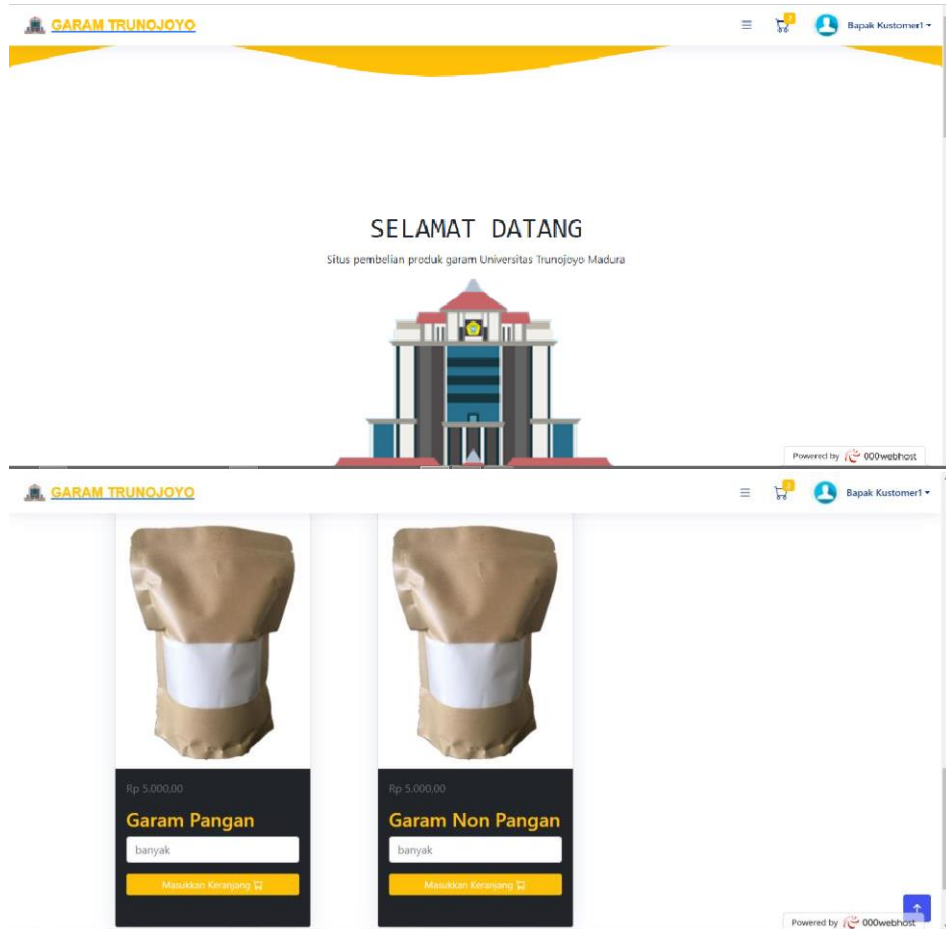 GARAM TRUNOJOYO
Bapak Kustomer1
SELAMAT DATANG
Situs pembelian produk garam Universitas Trunojoyo Madura
Powered by 000webhost
GARAM TRUNOJOYO
Bapak Kustomer1
Rp 5.000,00
Rp 5.000,00
Garam Pangan
Garam Non Pangan
banyak
banyak
Masukkan Keranjang
Masukkan Keranjang
Powered by 000webhost